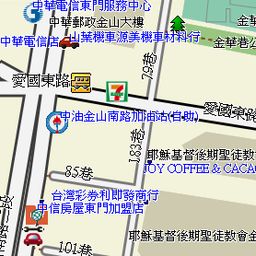 中華電信東門服務中心
中華郵政金山大樓
中華電信店
山葉機車源美機車材料行
金華
金華巷公
愛國東路
79巷
愛國東
中油金山南路加油站(自助)
183巷
耶穌基督後期聖徒教
JOY COFFEE & CACA
85巷
台灣彩券利即發商行
中信房屋東門加盟店
耶穌基督後期聖徒教會金
101巷